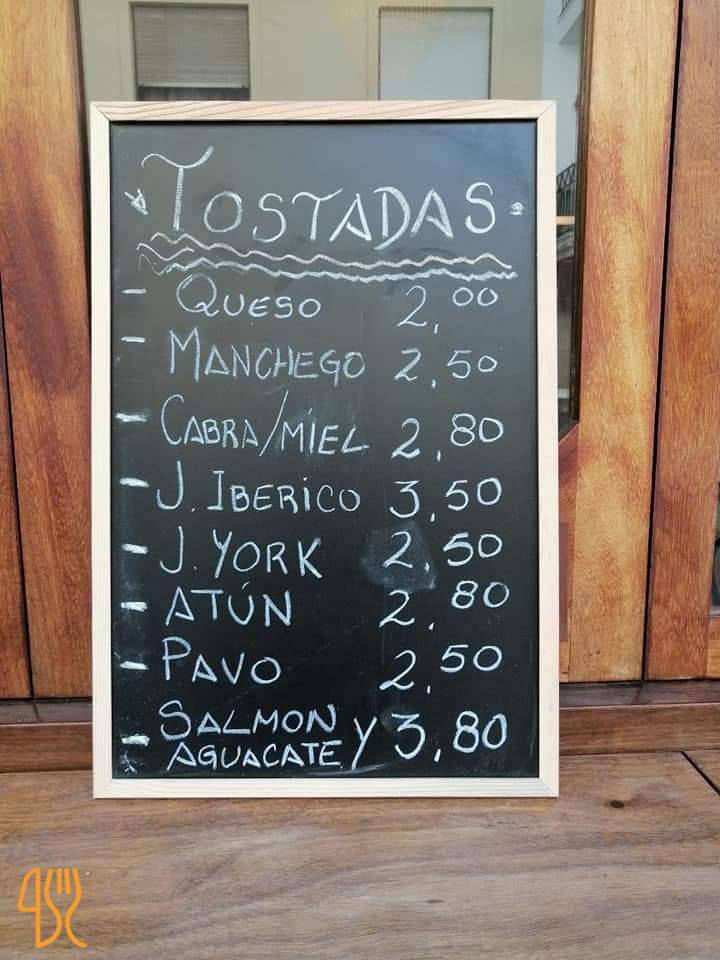 TOSTADAS
- QUESO 2,00
- MANCHEGO 2,50
- CABRA/MIEL 2,80
- J. IBERICO 3,50
- J. YORK 2,50
- ATÚN 2,80
- PAVO 2,50
- SALMON Y 3,80
AGUACATE